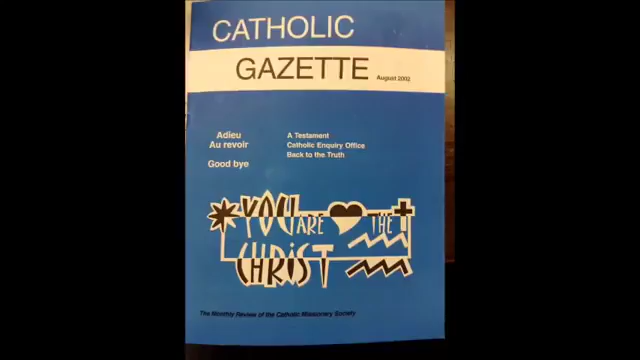 CATHOLIC
GAZETTE August 2002
Adieu
Au revoir
Good bye
A Testament
Catholic Enquiry Office
Back to the Truth
YOU ARE THE
CHRIST
The Monthly Review of the Catholic Missionary Society